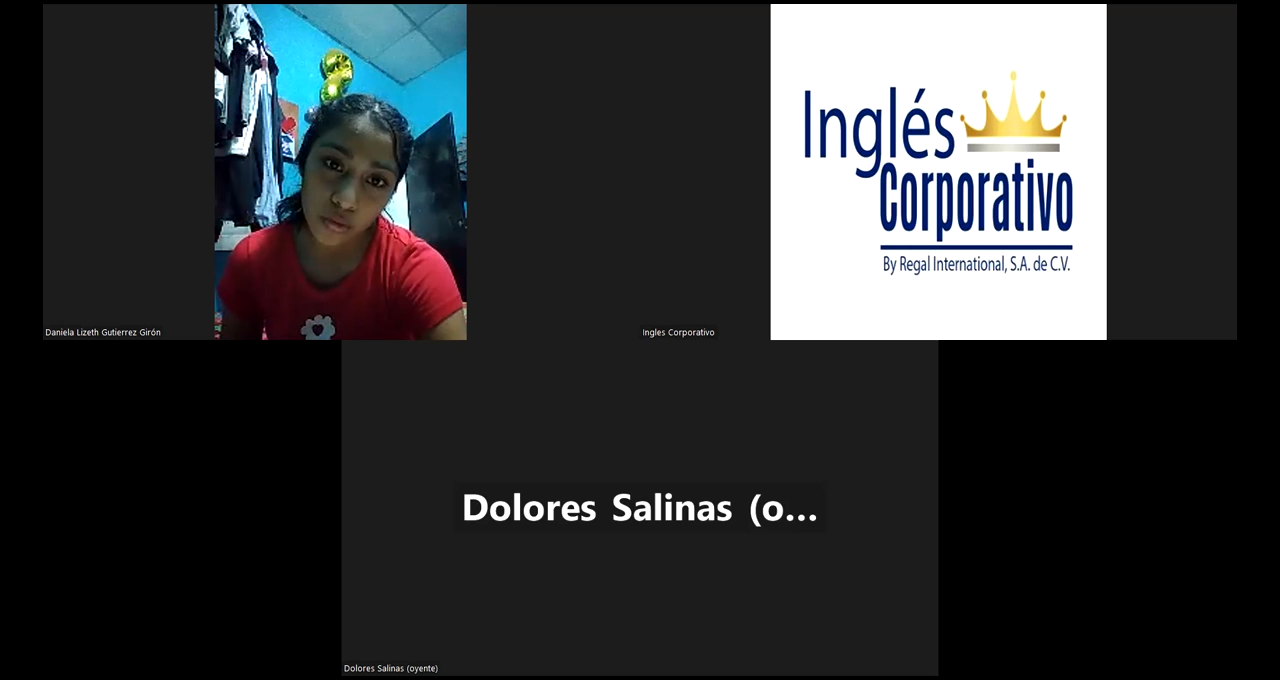 Inglés
Corporativo
By Regal International, S.A. de C.V.
Daniela Lizeth Gutierrez Girón
Ingles Corporativo
Dolores Salinas (o...
Dolores Salinas (oyente)